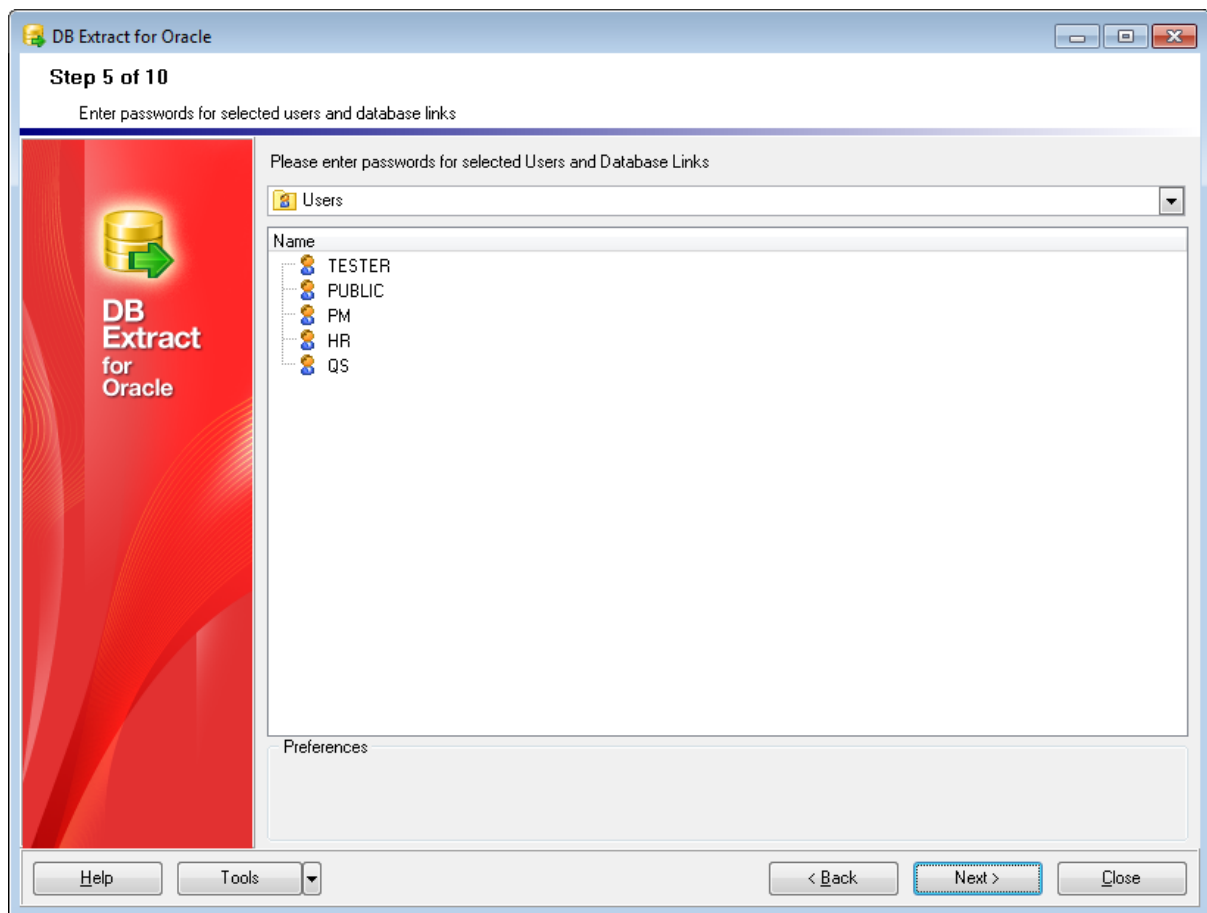 DB Extract for Oracle
Step 5 of 10
Enter passwords for selected users and database links
DB
Extract
for
Oracle
Please enter passwords for selected Users and Database Links
Users
Name
TESTER
PUBLIC
PM
HR
QS
Preferences
Help
Tools
< Back
Next >
Close